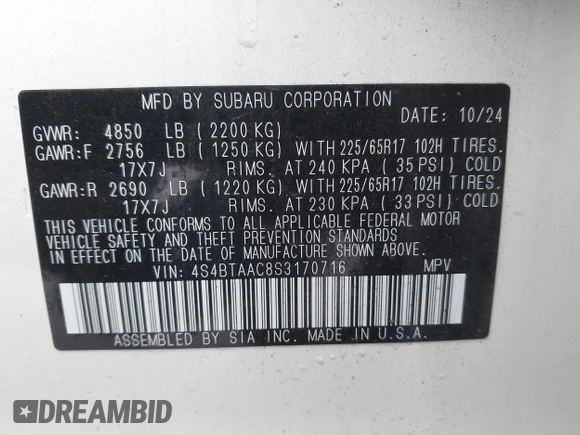 MFD BY SUBARU CORPORATION
DATE: 10/24
GVWR: 4850 LB ( 2200 KG)
GAWR:F 2756 LB ( 1250 KG) WITH 225/65R17 102H TIRES.
17X7J RIMS. AT 240 KPA ( 35 PSI) COLD
GAWR:R 2690 LB ( 1220 KG) WITH 225/65R17 102H TIRES.
17X7J RIMS. AT 230 KPA ( 33 PSI) COLD
THIS VEHICLE CONFORMS TO ALL APPLICABLE FEDERAL MOTOR
VEHICLE SAFETY AND THEFT PREVENTION STANDARDS
IN EFFECT ON THE DATE OF MANUFACTURE SHOWN ABOVE.
VIN: 4S4BTAAC8S3170716 MPV
ASSEMBLED BY SIA INC. MADE IN U.S.A.
DREAMBID